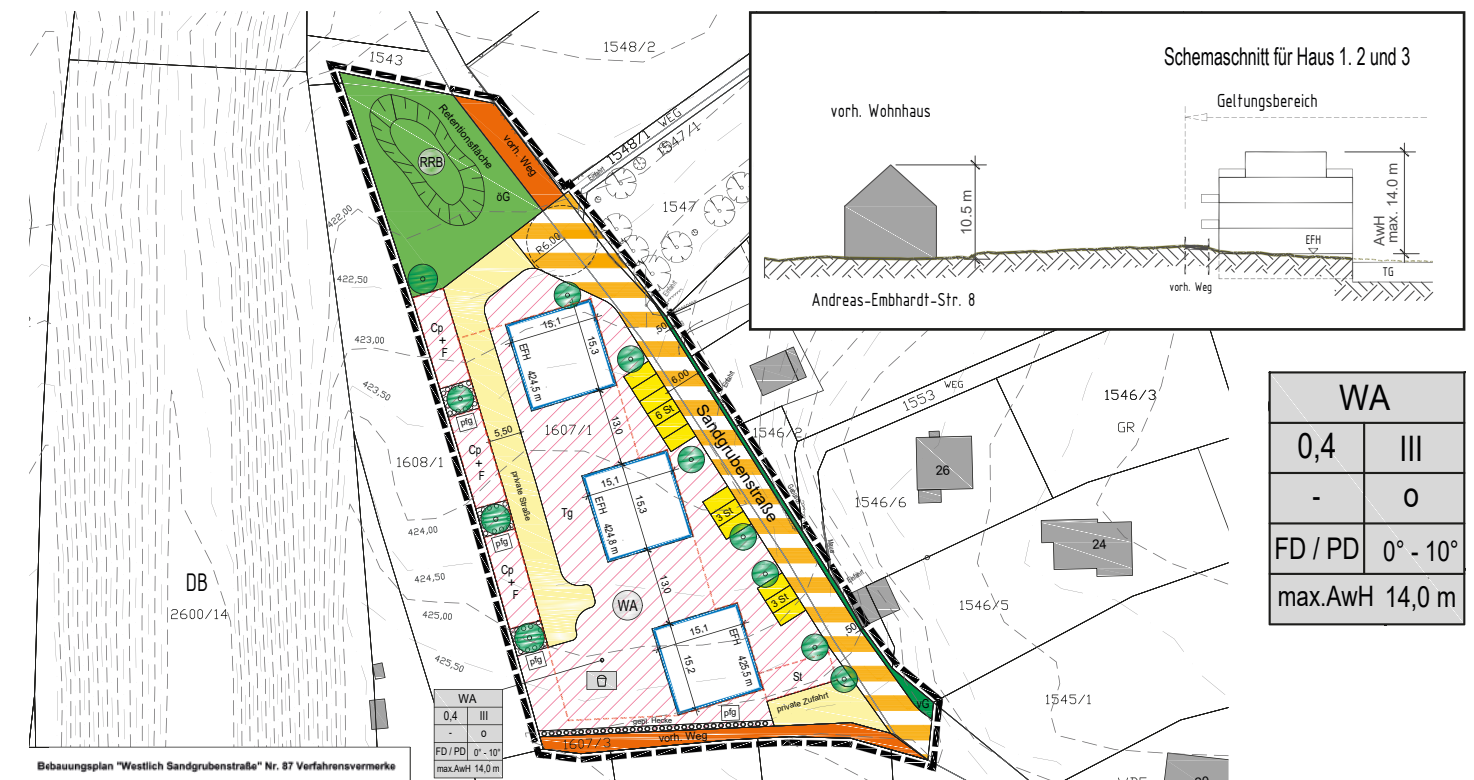 1543
1548/2
Schemaschnitt für Haus 1. 2 und 3
Geltungsbereich
vorh. Wohnhaus
10.5 m
AwH
max. 14.0 m
EFH
TG
vorh. Weg
Andreas-Embhardt-Str. 8
Retentionsfläche
RRB
öG
vorh. Weg
1548/1 WEG
1547/1
Einfahrt
1547
R6.00
422,00
422,50
423,00
423,50
424,00
424,50
425,00
425,50
Cp
+
F
pfg
Cp
+
F
pfg
Cp
+
F
pfg
5,50
private Straße
1608/1
1607/1
15,1
15,3
EFH
424,5 m
13,0
15,1
15,3
EFH
424,8 m
13,0
15,1
15,2
EFH
425,5 m
Tg
WA
6 St
3 St
3 St
St
,50
6.00
,50
Sandgrubenstraße
Mauer
1546/2
1553 WEG
1546/3
GR
26
1546/6
24
1546/5
1545/1
vG
private Zufahrt
pfg
gepl. Hecke
vorh. Weg
1607/3
DB
2600/14
WA
0,4 III
- o
FD / PD 0° - 10°
max.AwH 14,0 m
WA
0,4 III
- o
FD / PD 0° - 10°
max.AwH 14,0 m
Bebauungsplan "Westlich Sandgrubenstraße" Nr. 87 Verfahrensvermerke